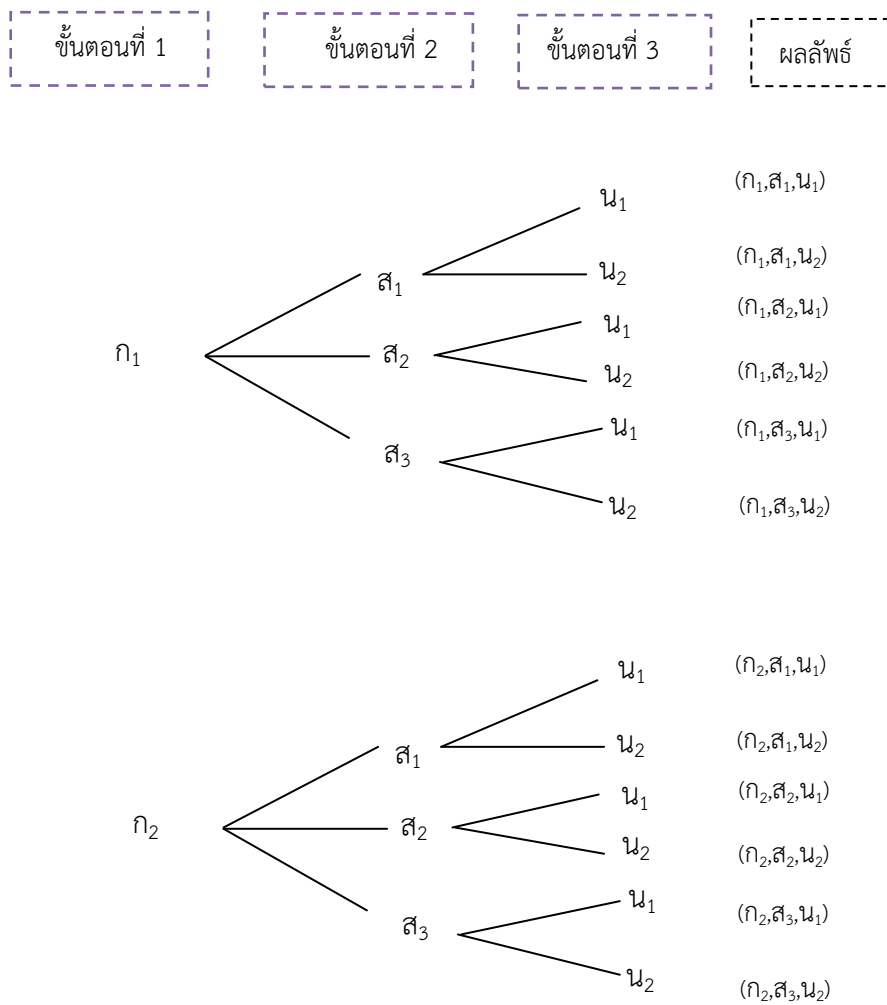 ขั้นตอนที่ 1 ขั้นตอนที่ 2 ขั้นตอนที่ 3 ผลลัพธ์
น₁ (ก₁,ส₁,น₁)
ส₁ น₂ (ก₁,ส₁,น₂)
น₁ (ก₁,ส₂,น₁)
ก₁ ส₂ น₂ (ก₁,ส₂,น₂)
น₁ (ก₁,ส₃,น₁)
ส₃ น₂ (ก₁,ส₃,น₂)
น₁ (ก₂,ส₁,น₁)
ส₁ น₂ (ก₂,ส₁,น₂)
น₁ (ก₂,ส₂,น₁)
ก₂ ส₂ น₂ (ก₂,ส₂,น₂)
น₁ (ก₂,ส₃,น₁)
ส₃ น₂ (ก₂,ส₃,น₂)